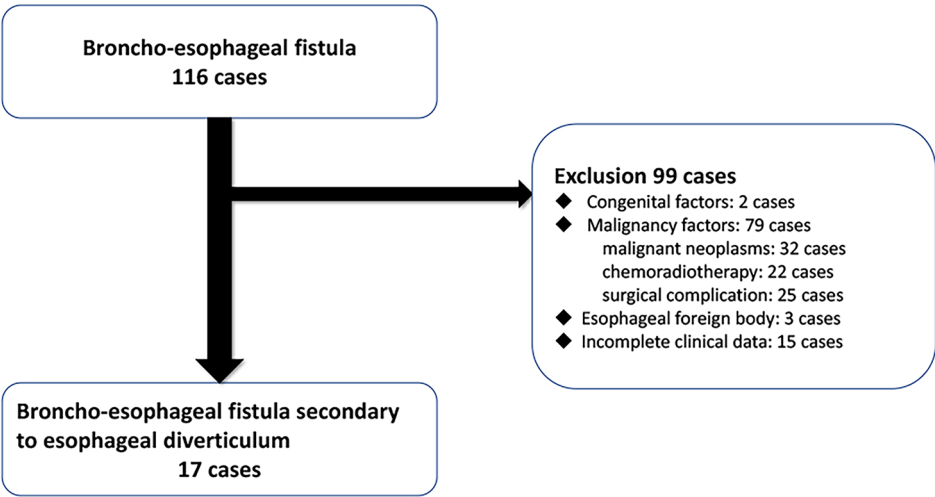 Broncho-esophageal fistula
116 cases
Exclusion 99 cases
◆ Congenital factors: 2 cases
◆ Malignancy factors: 79 cases
malignant neoplasms: 32 cases
chemoradiotherapy: 22 cases
surgical complication: 25 cases
◆ Esophageal foreign body: 3 cases
◆ Incomplete clinical data: 15 cases
Broncho-esophageal fistula secondary
to esophageal diverticulum
17 cases